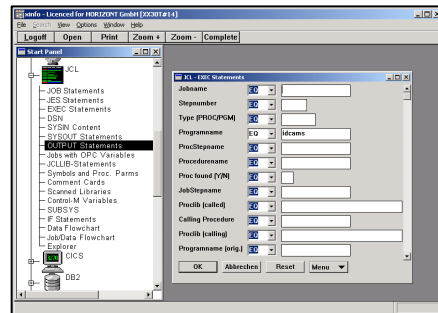 xinfo - Licenced for HORIZONT GmbH [XX30T#14]
File Search View Options Window Help
Logoff Open Print Zoom + Zoom - Complete
Start Panel
JCL
JOB Statements
JES Statements
EXEC Statements
DSN
SYSIN Content
SYSOUT Statements
OUTPUT Statements
Jobs with OPC Variables
JCLLIB-Statements
Symbols and Proc. Parms
Comment Cards
Scanned Libraries
Control-M Variables
SUBSYS
IF Statements
Data Flowchart
Job/Data Flowchart
Explorer
CICS
DB2
JCL - EXEC Statements
Jobname EQ
Stepnumber EQ
Type (PROC/PGM) EQ
Programname EQ idcams
ProcStepname EQ
Procedurename EQ
Proc found (Y/N) EQ
JobStepname EQ
Proclib (called) EQ
Calling Procedure EQ
Proclib (calling) EQ
Programname (orig.) EQ
OK Abbrechen Reset Menu